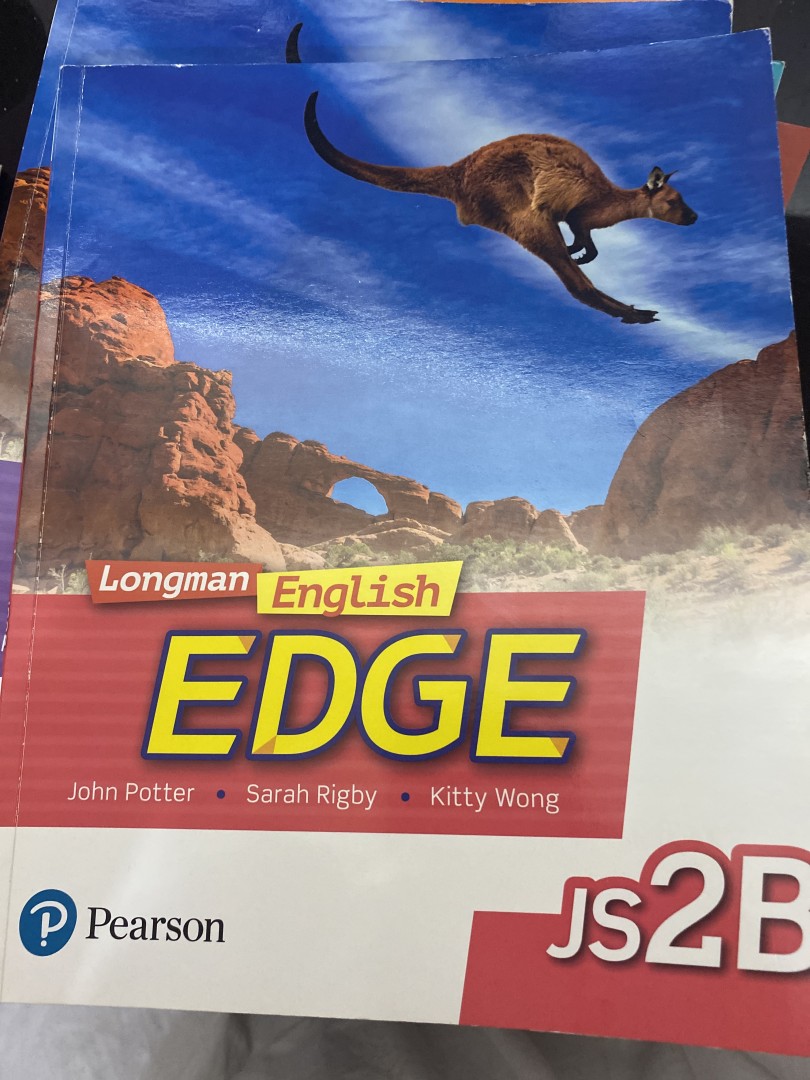 Longman English
EDGE
John Potter • Sarah Rigby • Kitty Wong
Pearson
JS2B